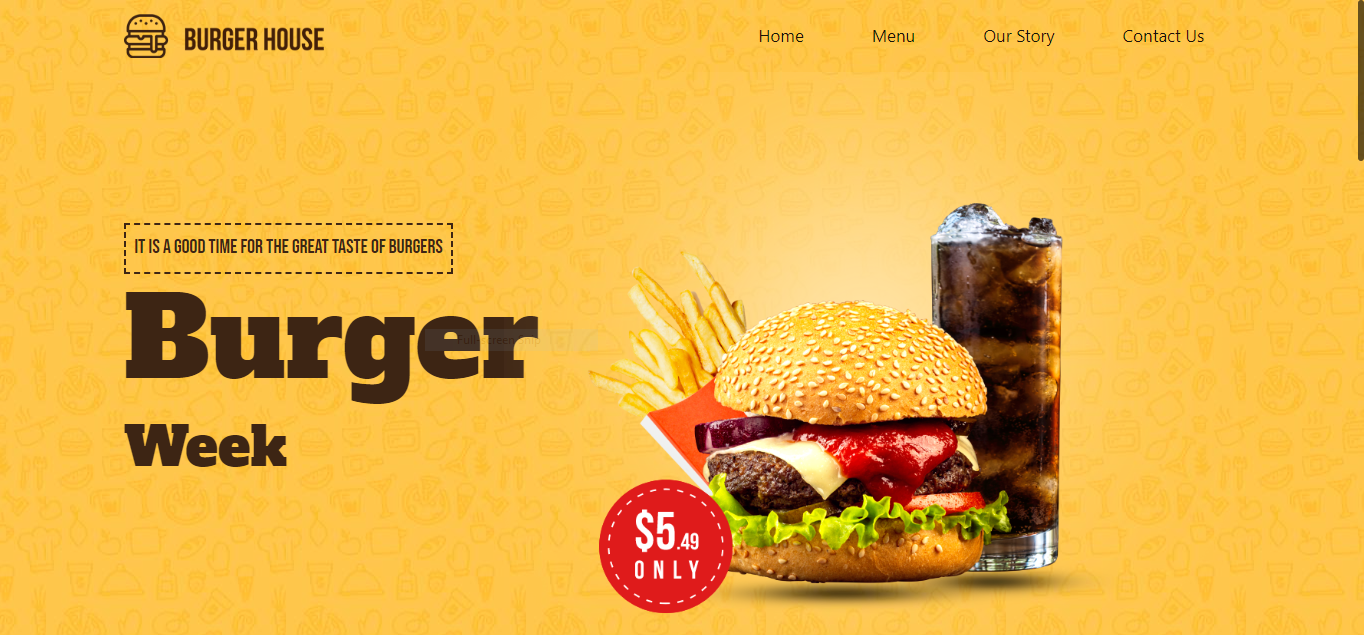 BURGER HOUSE
Home Menu Our Story Contact Us
IT IS A GOOD TIME FOR THE GREAT TASTE OF BURGERS
Burger
Week
$5.49
ONLY